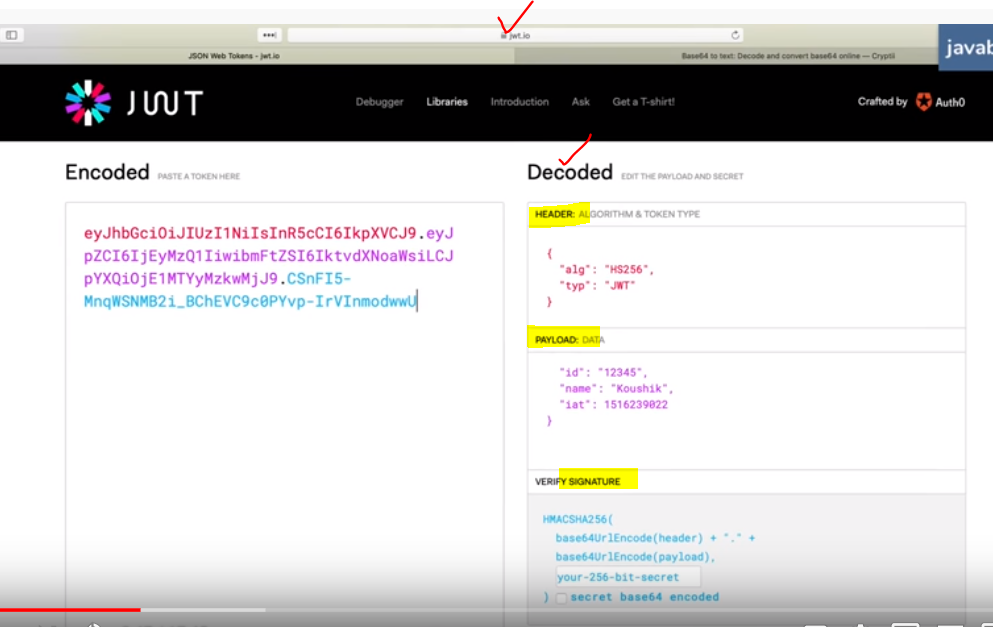 jwt.io
JSON Web Tokens - jwt.io
Base64 to text: Decode and convert base64 online — Cryptii
javab
JWT
Debugger Libraries Introduction Ask Get a T-shirt!
Crafted by Auth0
Encoded PASTE A TOKEN HERE
Decoded EDIT THE PAYLOAD AND SECRET
eyJhbGciOiJIUzI1NiIsInR5cCI6IkpXVCJ9.eyJ
pZCI6IjEyMzQ1IiwibmFtZSI6IktvdXNoaWsiLCJ
pYXQiOjE1MTYyMzkwMjJ9.CSnFI5-
MnqWSNMB2i_BChEVC9c0PYvp-IrVInmodwwU
HEADER: ALGORITHM & TOKEN TYPE
{
"alg": "HS256",
"typ": "JWT"
}
PAYLOAD: DATA
"id": "12345",
"name": "Koushik",
"iat": 1516239022
}
VERIFY SIGNATURE
HMACSHA256(
base64UrlEncode(header) + "." +
base64UrlEncode(payload),
your-256-bit-secret
) secret base64 encoded